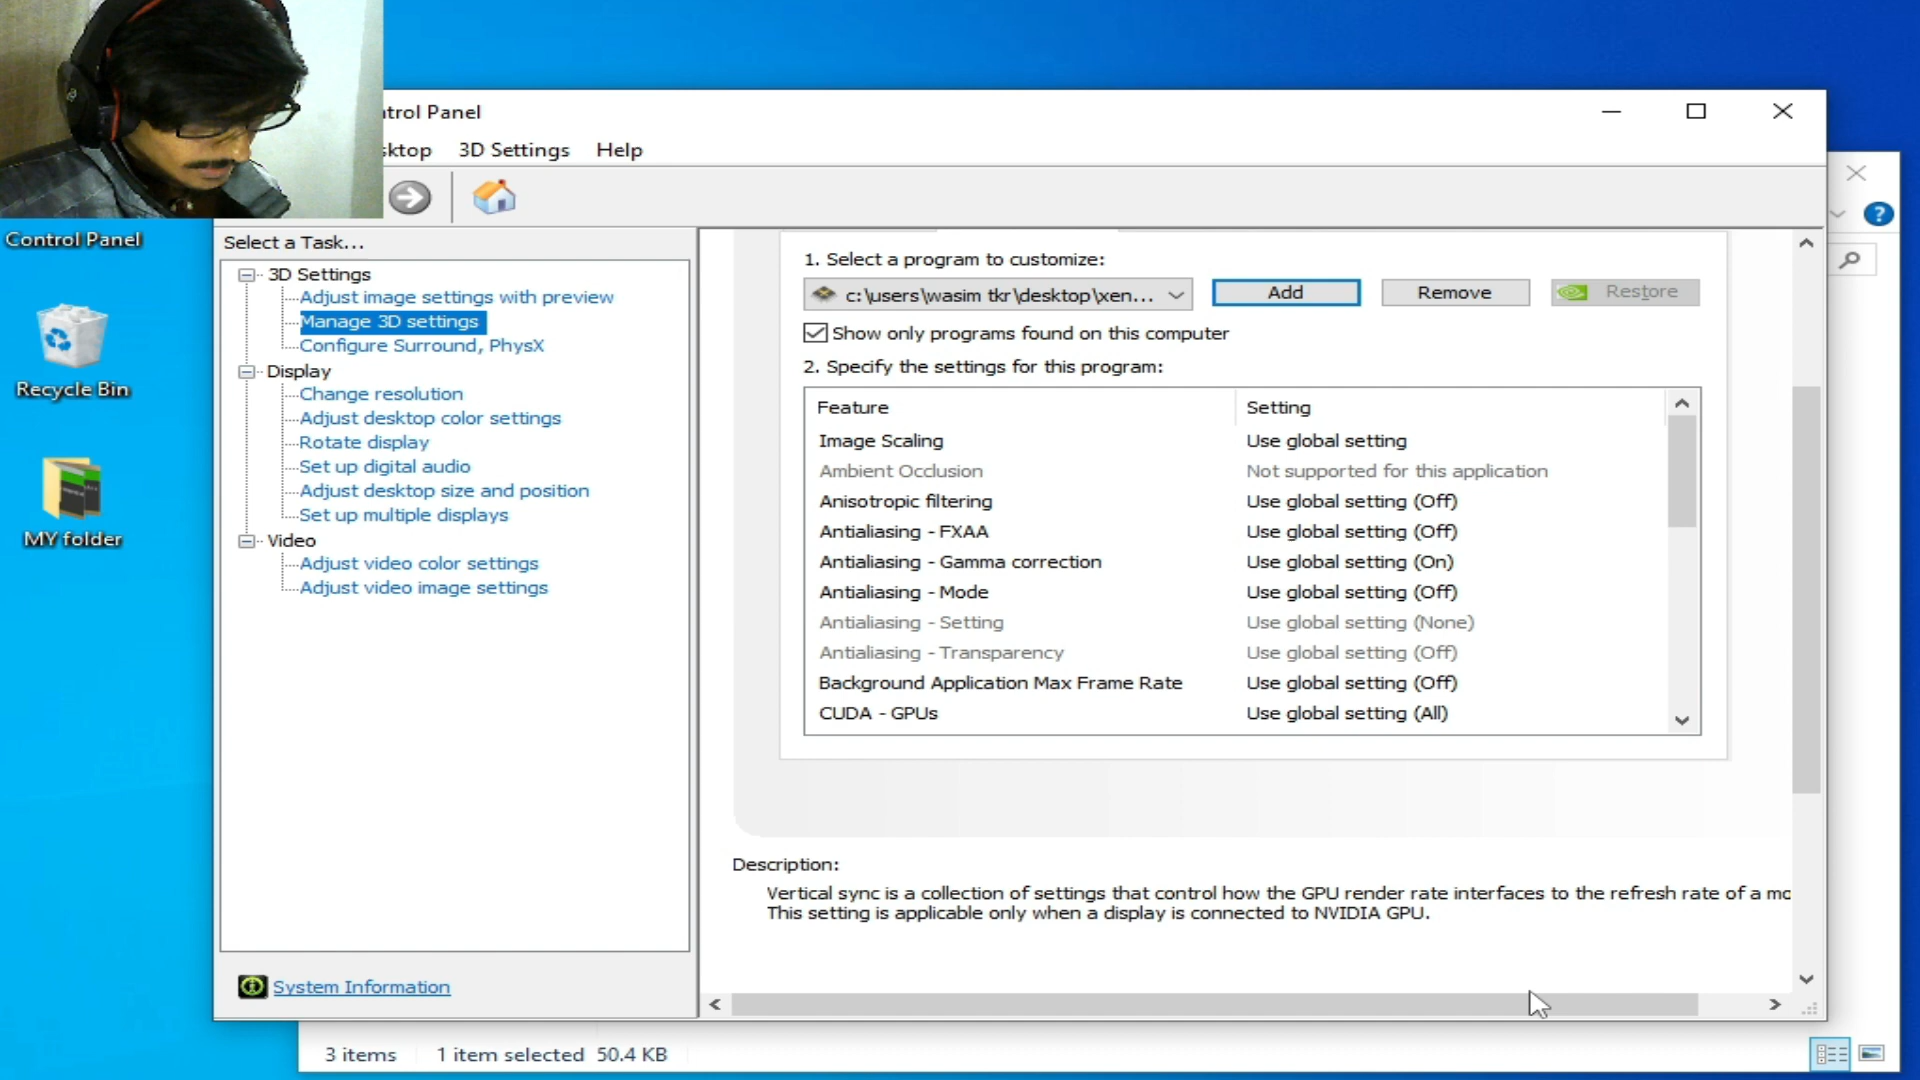 ntrol Panel
sktop 3D Settings Help
Control Panel
Recycle Bin
MY folder
Select a Task...
3D Settings
Adjust image settings with preview
Manage 3D settings
Configure Surround, PhysX
Display
Change resolution
Adjust desktop color settings
Rotate display
Set up digital audio
Adjust desktop size and position
Set up multiple displays
Video
Adjust video color settings
Adjust video image settings
System Information
1. Select a program to customize:
c:\users\wasim tkr\desktop\xen... Add Remove Restore
Show only programs found on this computer
2. Specify the settings for this program:
Feature Setting
Image Scaling Use global setting
Ambient Occlusion Not supported for this application
Anisotropic filtering Use global setting (Off)
Antialiasing - FXAA Use global setting (Off)
Antialiasing - Gamma correction Use global setting (On)
Antialiasing - Mode Use global setting (Off)
Antialiasing - Setting Use global setting (None)
Antialiasing - Transparency Use global setting (Off)
Background Application Max Frame Rate Use global setting (Off)
CUDA - GPUs Use global setting (All)
Description:
Vertical sync is a collection of settings that control how the GPU render rate interfaces to the refresh rate of a mo
This setting is applicable only when a display is connected to NVIDIA GPU.
3 items 1 item selected 50.4 KB